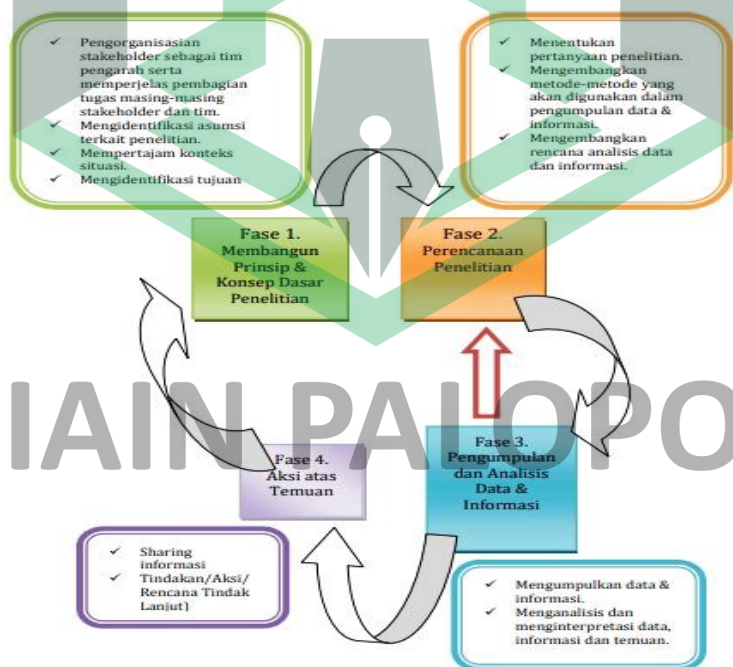 ✓ Pengorganisasian
stakeholder sebagai tim
pengarah serta
memperjelas pembagian
tugas masing-masing
stakeholder dan tim.
✓ Mengidentifikasi asumsi
terkait penelitian.
✓ Mempertajam konteks
situasi.
✓ Mengidentifikasi tujuan
✓ Menentukan
pertanyaan penelitian.
✓ Mengembangkan
metode-metode yang
akan digunakan dalam
pengumpulan data &
informasi.
✓ Mengembangkan
rencana analisis data
dan informasi.
Fase 1.
Membangun
Prinsip &
Konsep Dasar
Penelitian
Fase 2.
Perencanaan
Penelitian
IAIN PALOPO
Fase 4.
Aksi atas
Temuan
Fase 3.
Pengumpulan
dan Analisis
Data &
Informasi
✓ Sharing
informasi
✓ Tindakan/Aksi/
Rencana Tindak
Lanjut)
✓ Mengumpulkan data &
informasi.
✓ Menganalisis dan
menginterpretasi data,
informasi dan temuan.